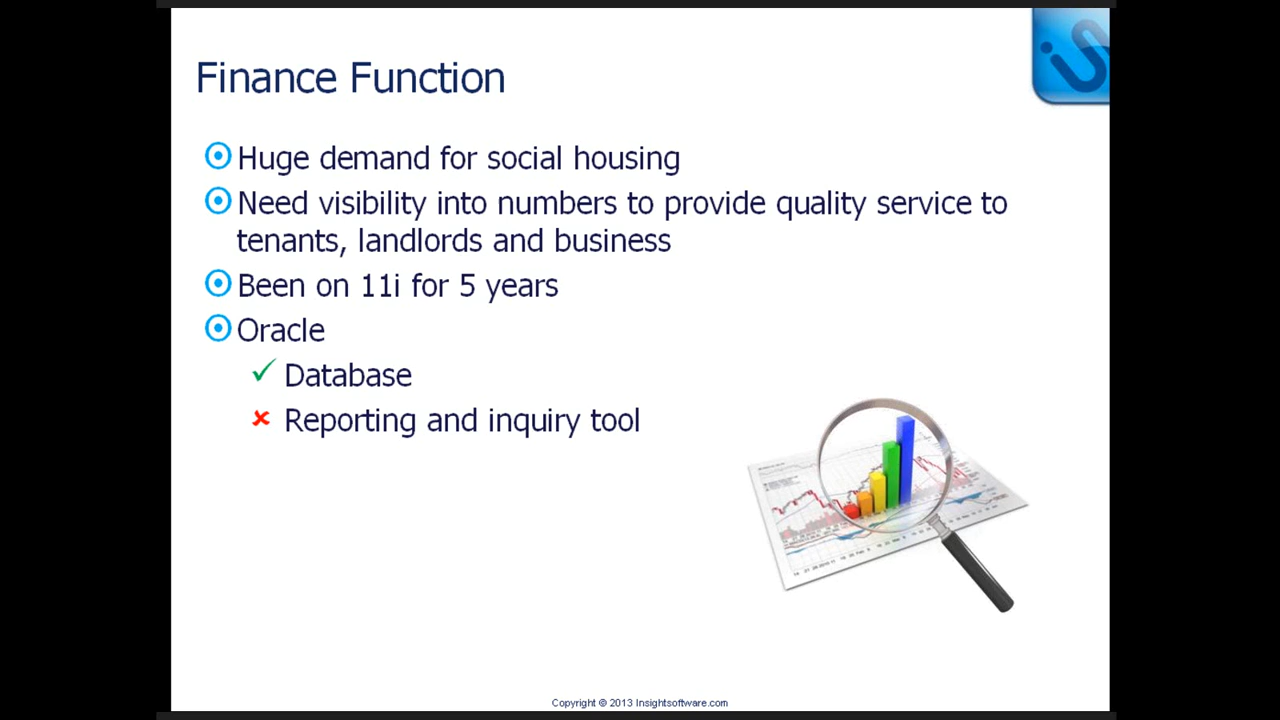 Finance Function
Huge demand for social housing
Need visibility into numbers to provide quality service to
tenants, landlords and business
Been on 11i for 5 years
Oracle
Database
Reporting and inquiry tool
Copyright © 2013 Insightsoftware.com